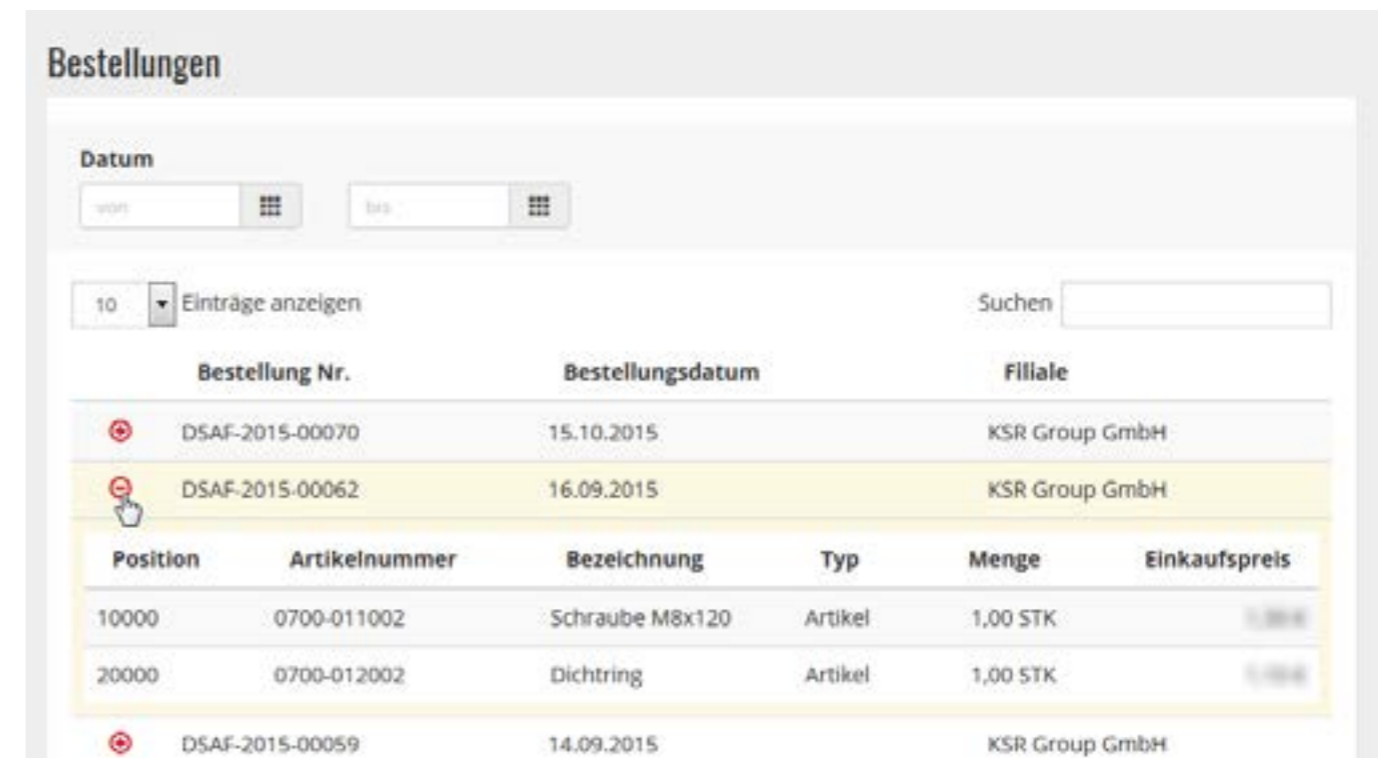 Bestellungen
Datum
von bis
10 Einträge anzeigen Suchen
Bestellung Nr. Bestellungsdatum Filiale
DSAF-2015-00070 15.10.2015 KSR Group GmbH
DSAF-2015-00062 16.09.2015 KSR Group GmbH
Position Artikelnummer Bezeichnung Typ Menge Einkaufspreis
10000 0700-011002 Schraube M8x120 Artikel 1,00 STK
20000 0700-012002 Dichtring Artikel 1,00 STK
DSAF-2015-00059 14.09.2015 KSR Group GmbH